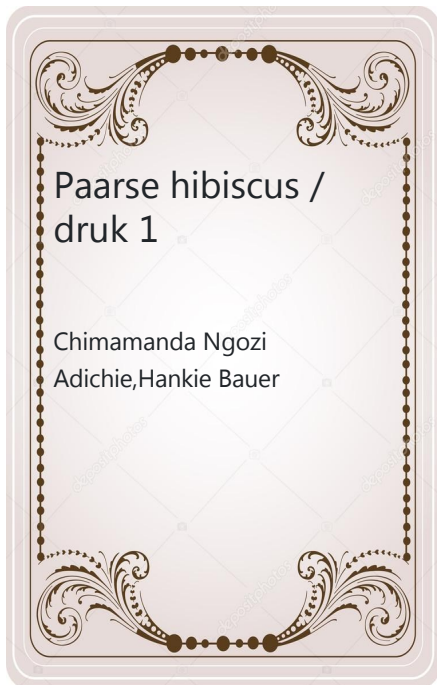 Paarse hibiscus /
druk 1
Chimamanda Ngozi
Adichie,Hankie Bauer